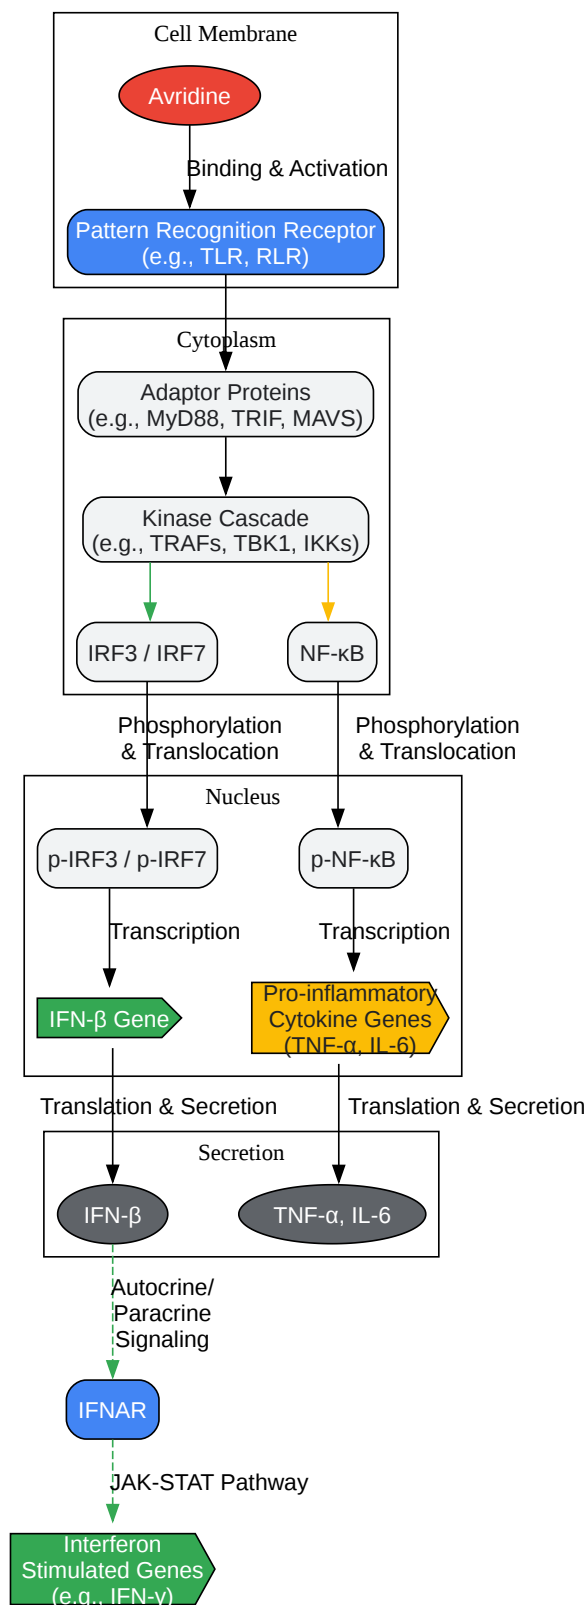 Cell Membrane
Avridine
Binding & Activation
Pattern Recognition Receptor
(e.g., TLR, RLR)
Cytoplasm
Adaptor Proteins
(e.g., MyD88, TRIF, MAVS)
Kinase Cascade
(e.g., TRAFs, TBK1, IKKs)
IRF3 / IRF7
NF-κB
Phosphorylation
& Translocation
Phosphorylation
& Translocation
Nucleus
p-IRF3 / p-IRF7
p-NF-κB
Transcription
Transcription
IFN-β Gene
Pro-inflammatory
Cytokine Genes
(TNF-α, IL-6)
Translation & Secretion
Translation & Secretion
Secretion
IFN-β
TNF-α, IL-6
Autocrine/
Paracrine
Signaling
IFNAR
JAK-STAT Pathway
Interferon
Stimulated Genes
(e.g., IFN-γ)